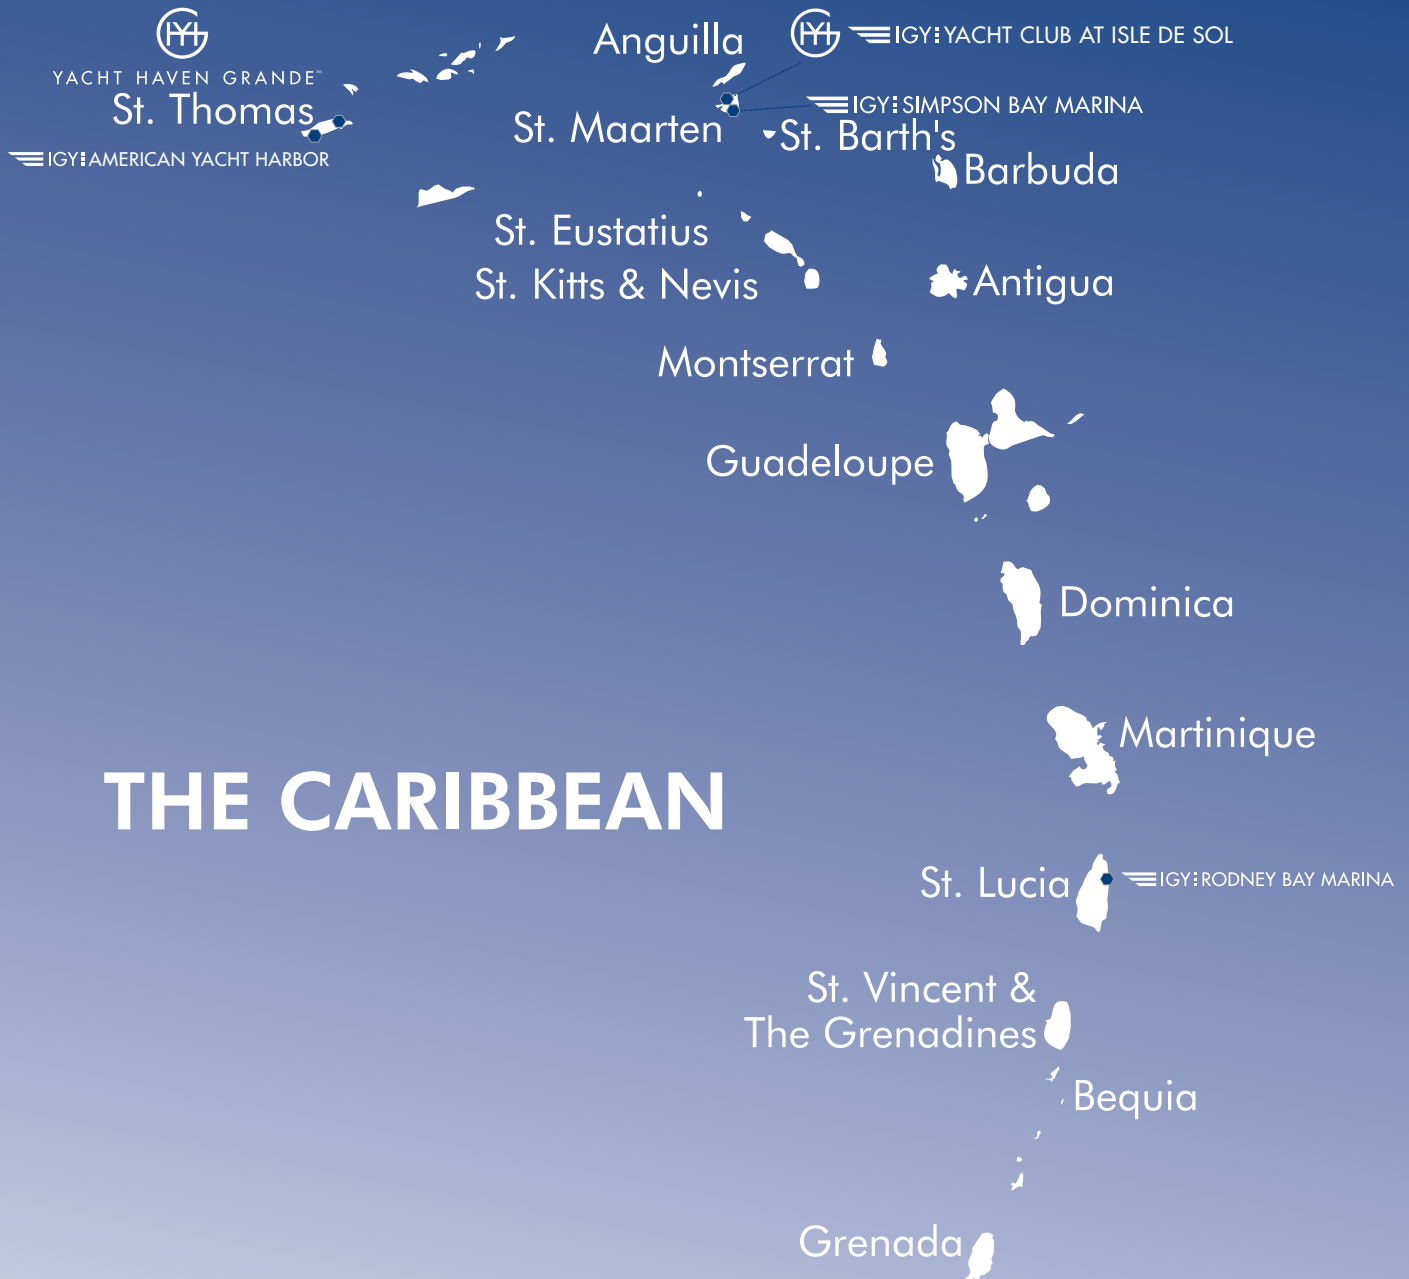 YACHT HAVEN GRANDE™
St. Thomas
IGY AMERICAN YACHT HARBOR
Anguilla
IGY YACHT CLUB AT ISLE DE SOL
IGY SIMPSON BAY MARINA
St. Maarten
St. Barth's
Barbuda
St. Eustatius
St. Kitts & Nevis
Antigua
Montserrat
Guadeloupe
Dominica
Martinique
THE CARIBBEAN
St. Lucia
IGY RODNEY BAY MARINA
St. Vincent &
The Grenadines
Bequia
Grenada